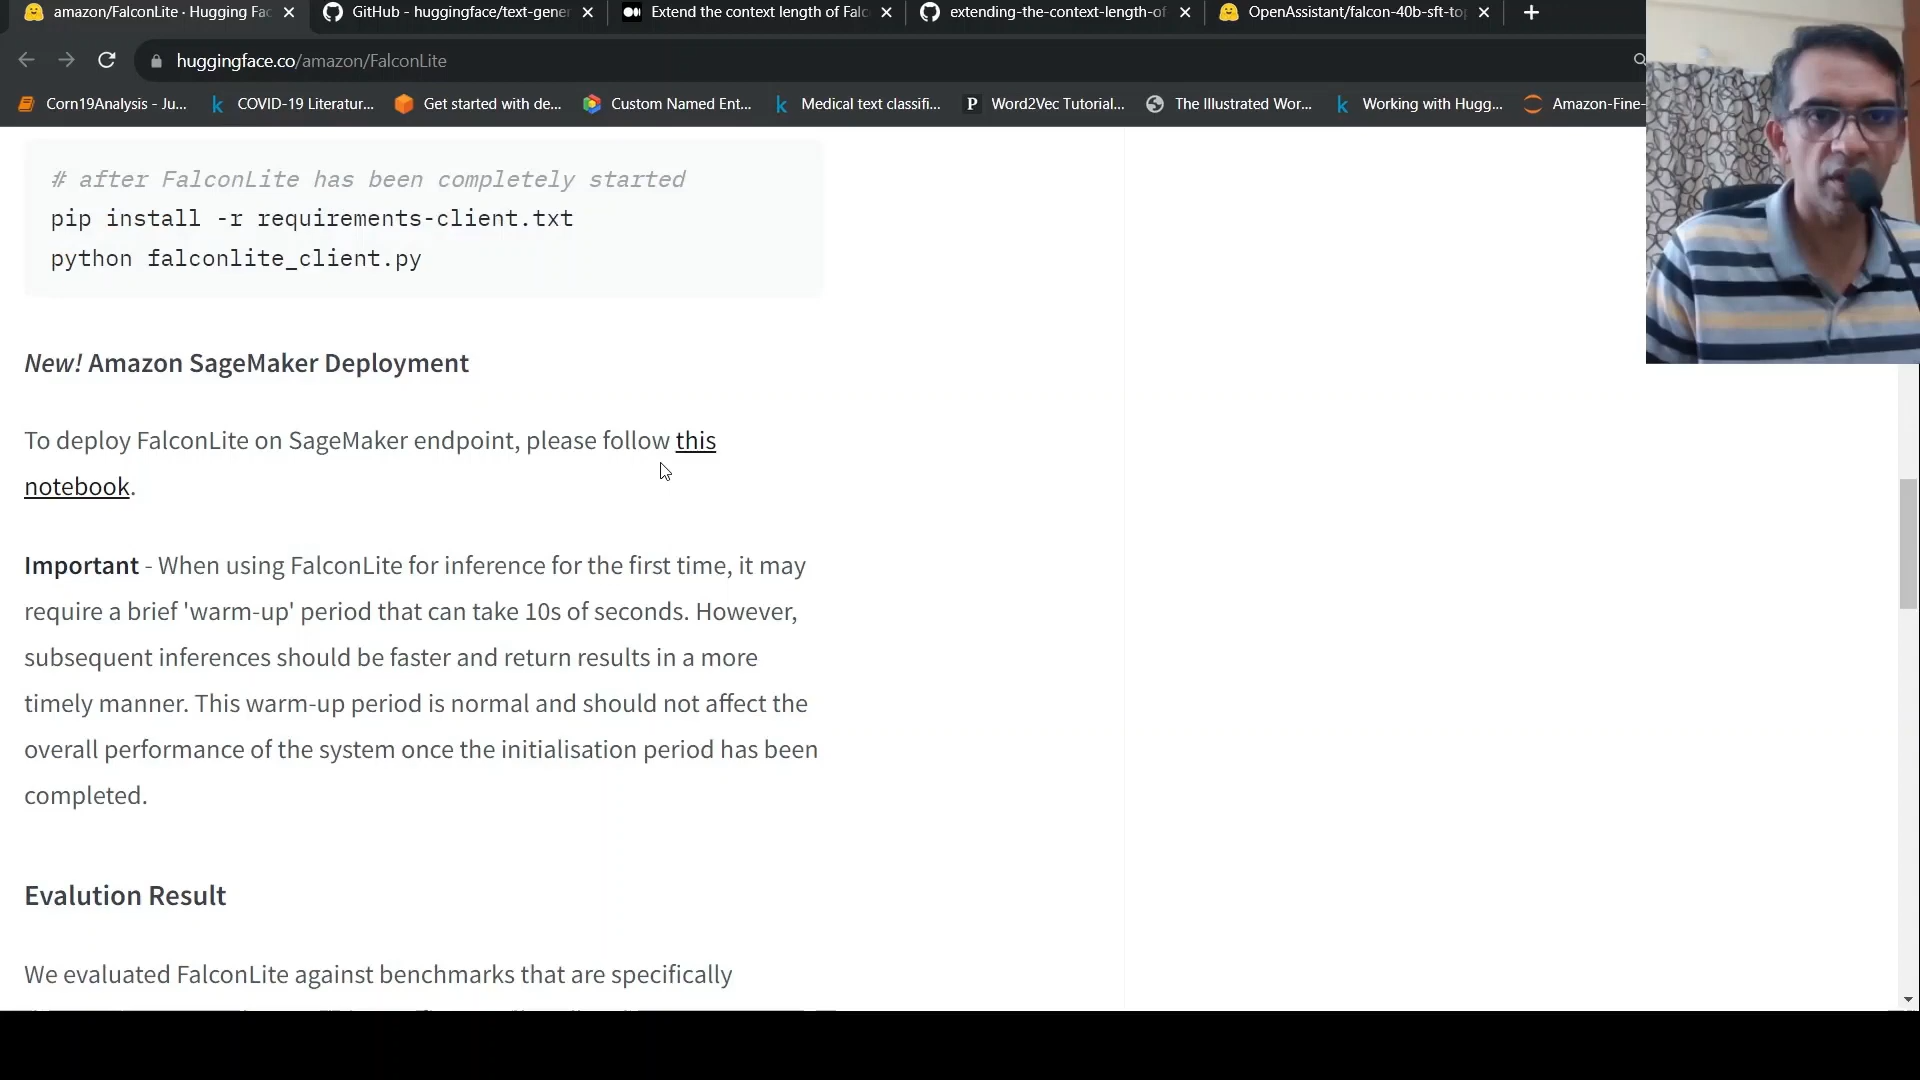 amazon/FalconLite · Hugging Fac
GitHub - huggingface/text-gener
Extend the context length of Falc
extending-the-context-length-of
OpenAssistant/falcon-40b-sft-top
huggingface.co/amazon/FalconLite
Corn19Analysis - Ju...
COVID-19 Literatur...
Get started with de...
Custom Named Ent...
Medical text classifi...
Word2Vec Tutorial...
The Illustrated Wor...
Working with Hugg...
Amazon-Fine-
# after FalconLite has been completely started
pip install -r requirements-client.txt
python falconlite_client.py
New! Amazon SageMaker Deployment
To deploy FalconLite on SageMaker endpoint, please follow this
notebook.
Important - When using FalconLite for inference for the first time, it may
require a brief 'warm-up' period that can take 10s of seconds. However,
subsequent inferences should be faster and return results in a more
timely manner. This warm-up period is normal and should not affect the
overall performance of the system once the initialisation period has been
completed.
Evalution Result
We evaluated FalconLite against benchmarks that are specifically